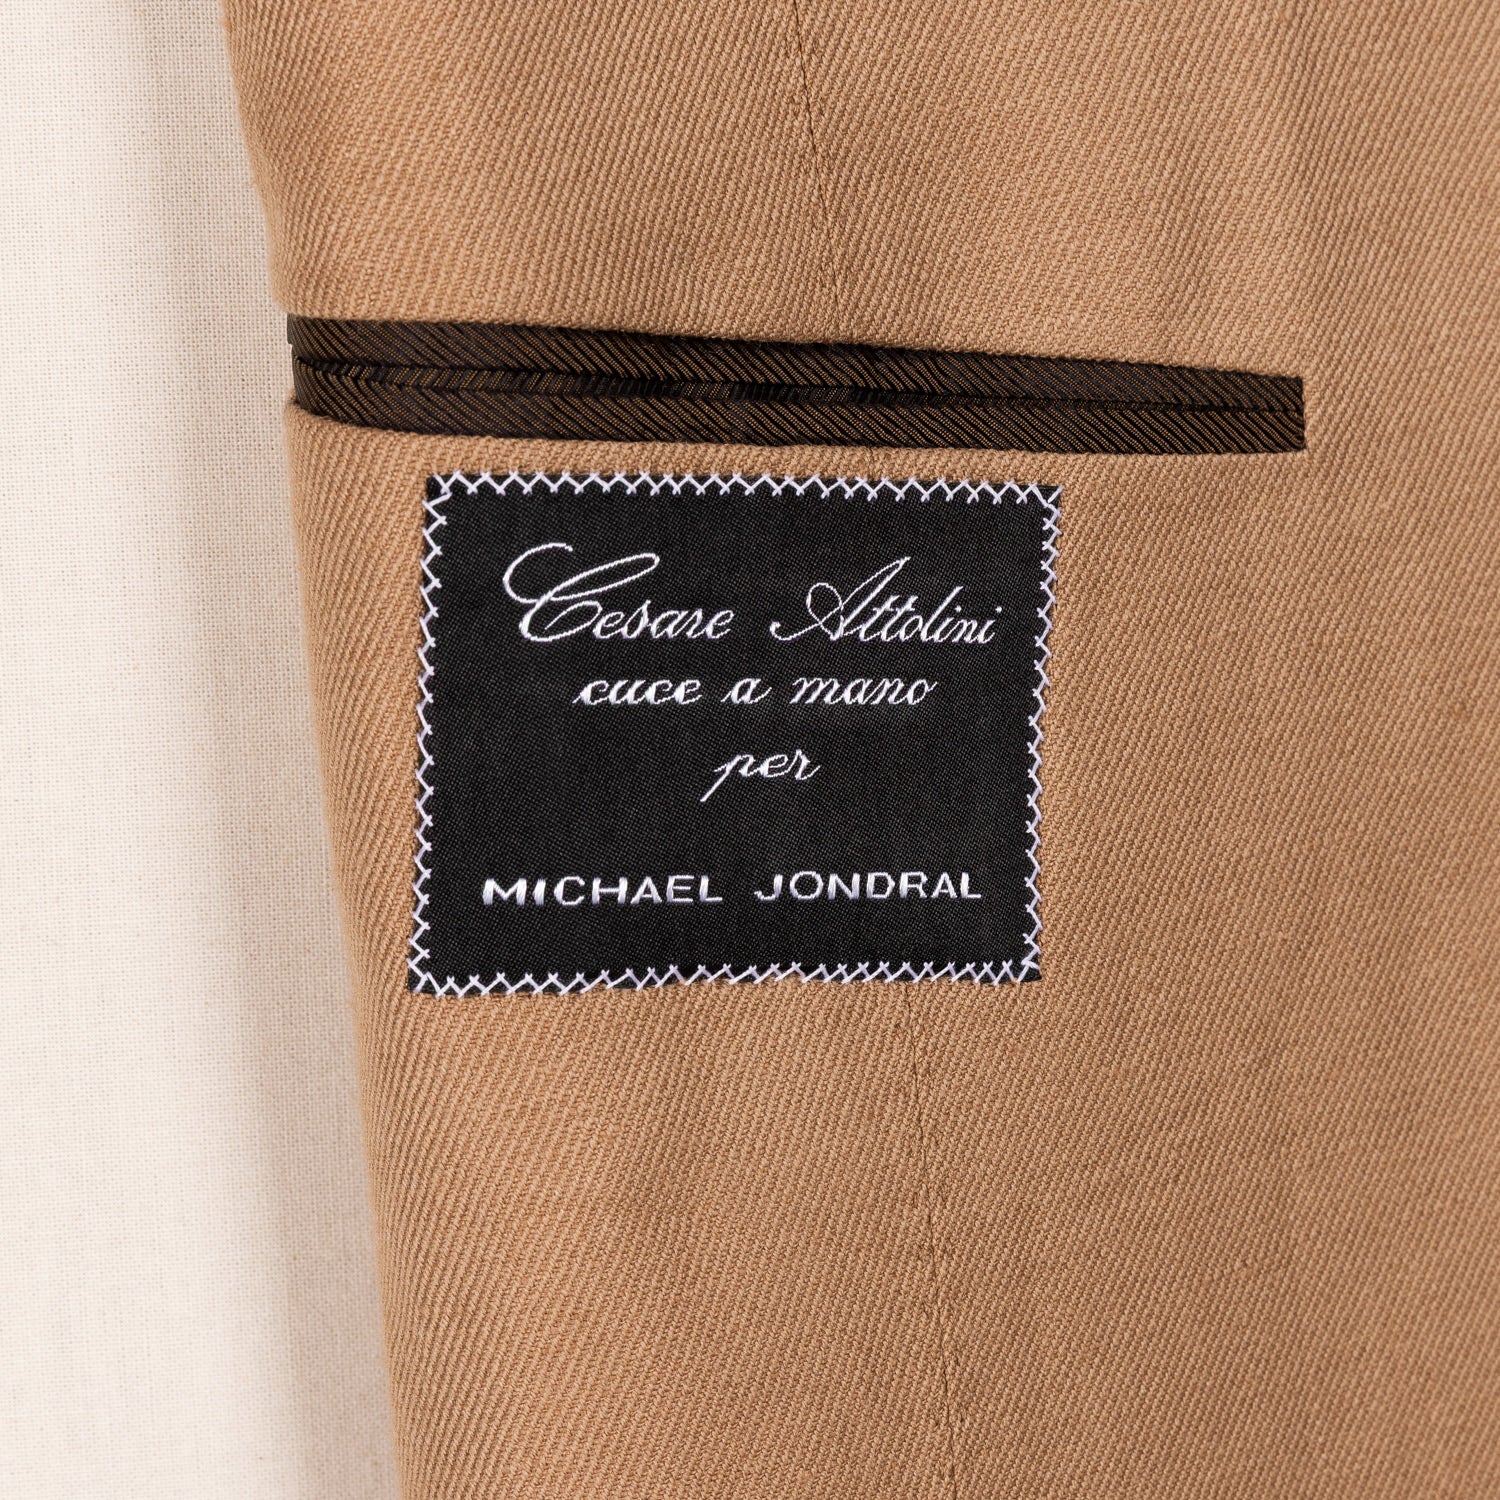 Cesare Attolini
cuce a mano
per
MICHAEL JONDRAL